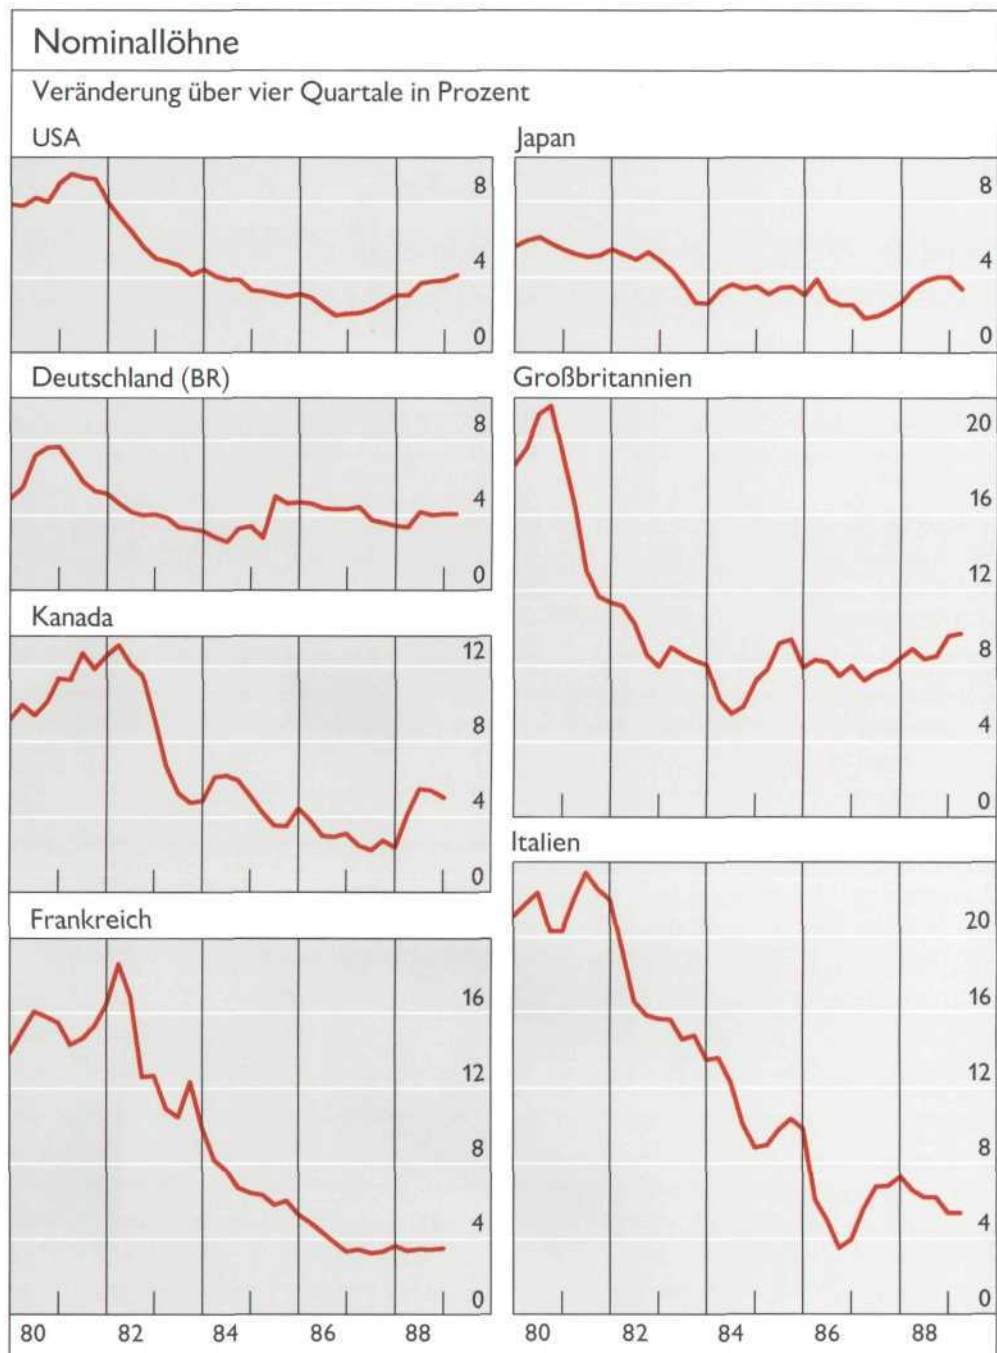 Nominallöhne
Veränderung über vier Quartale in Prozent
USA
8
4
0
Japan
8
4
0
Deutschland (BR)
8
4
0
Großbritannien
20
16
12
8
4
0
Kanada
12
8
4
0
Italien
20
16
12
8
4
0
Frankreich
16
12
8
4
0
80 82 84 86 88
80 82 84 86 88